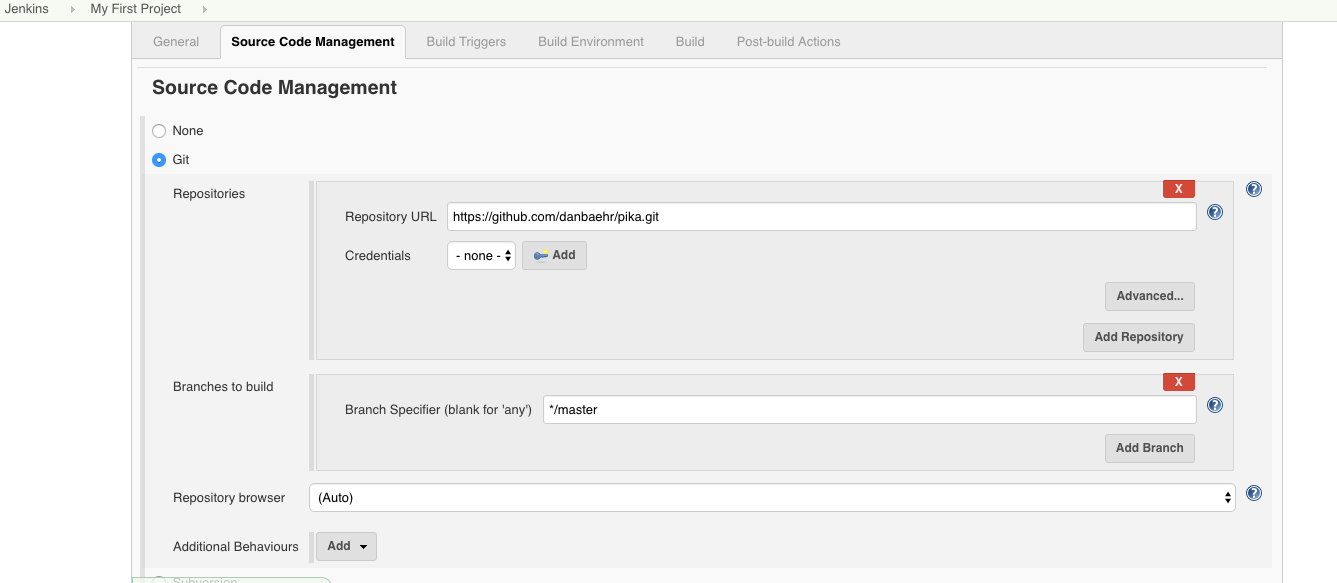 Jenkins My First Project
General Source Code Management Build Triggers Build Environment Build Post-build Actions
Source Code Management
None
Git
Repositories
X
?
Repository URL https://github.com/danbaehr/pika.git ?
Credentials - none - Add
Advanced...
Add Repository
Branches to build
X
Branch Specifier (blank for 'any') */master ?
Add Branch
Repository browser (Auto) ?
Additional Behaviours Add
Subversion